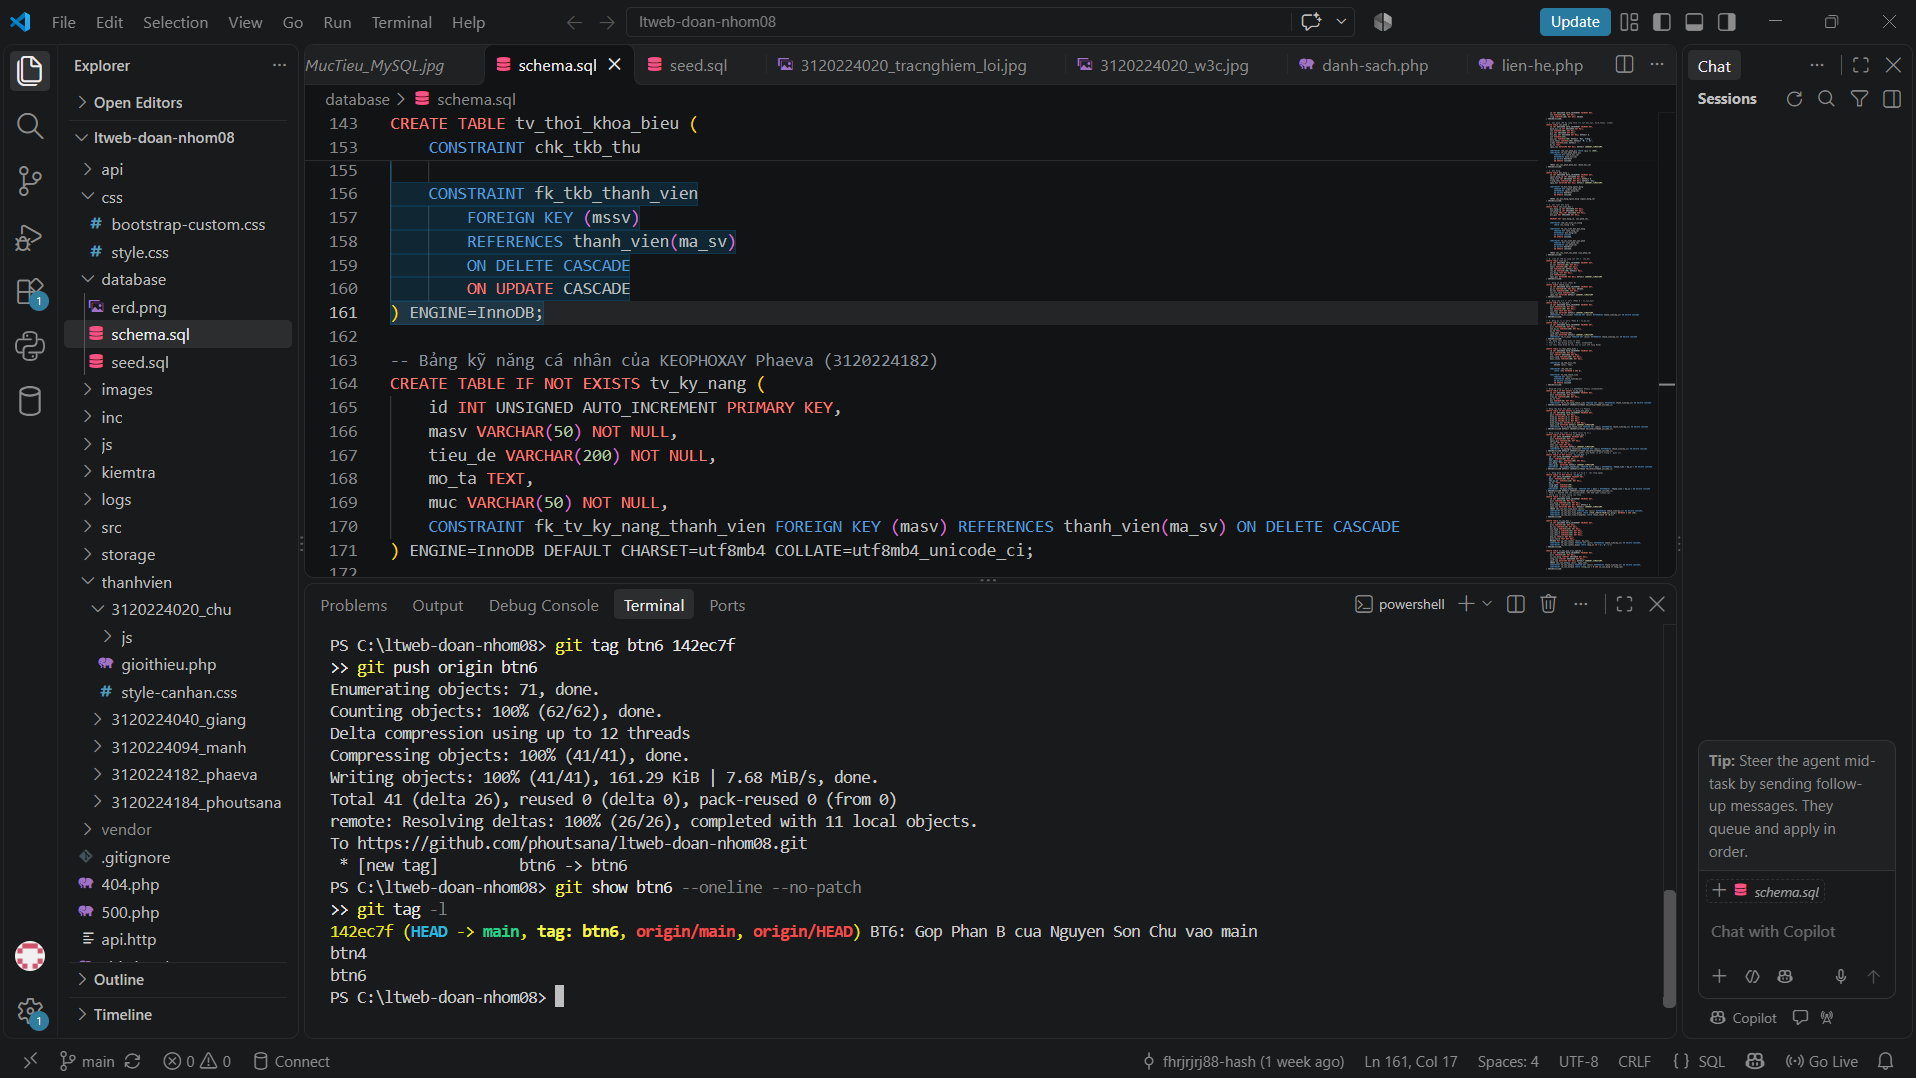 File Edit Selection View Go Run Terminal Help
ltweb-doan-nhom08
Update
Explorer
Open Editors
ltweb-doan-nhom08
api
css
# bootstrap-custom.css
# style.css
database
erd.png
schema.sql
seed.sql
images
inc
js
kiemtra
logs
src
storage
thanhvien
3120224020_chu
js
gioithieu.php
# style-canhan.css
3120224040_giang
3120224094_manh
3120224182_phaeva
3120224184_phoutsana
vendor
.gitignore
404.php
500.php
api.http
Outline
Timeline
1
1
MucTieu_MySQL.jpg
schema.sql
seed.sql
3120224020_tracnghiem_loi.jpg
3120224020_w3c.jpg
danh-sach.php
lien-he.php
database > schema.sql
143 CREATE TABLE tv_thoi_khoa_bieu (
153 CONSTRAINT chk_tkb_thu
155
156 CONSTRAINT fk_tkb_thanh_vien
157 FOREIGN KEY (mssv)
158 REFERENCES thanh_vien(ma_sv)
159 ON DELETE CASCADE
160 ON UPDATE CASCADE
161 ) ENGINE=InnoDB;
162
163 -- Bảng kỹ năng cá nhân của KEOPHOXAY Phaeva (3120224182)
164 CREATE TABLE IF NOT EXISTS tv_ky_nang (
165 id INT UNSIGNED AUTO_INCREMENT PRIMARY KEY,
166 masv VARCHAR(50) NOT NULL,
167 tieu_de VARCHAR(200) NOT NULL,
168 mo_ta TEXT,
169 muc VARCHAR(50) NOT NULL,
170 CONSTRAINT fk_tv_ky_nang_thanh_vien FOREIGN KEY (masv) REFERENCES thanh_vien(ma_sv) ON DELETE CASCADE
171 ) ENGINE=InnoDB DEFAULT CHARSET=utf8mb4 COLLATE=utf8mb4_unicode_ci;
172
Problems Output Debug Console Terminal Ports
powershell
PS C:\ltweb-doan-nhom08> git tag btn6 142ec7f
>> git push origin btn6
Enumerating objects: 71, done.
Counting objects: 100% (62/62), done.
Delta compression using up to 12 threads
Compressing objects: 100% (41/41), done.
Writing objects: 100% (41/41), 161.29 KiB | 7.68 MiB/s, done.
Total 41 (delta 26), reused 0 (delta 0), pack-reused 0 (from 0)
remote: Resolving deltas: 100% (26/26), completed with 11 local objects.
To https://github.com/phoutsana/ltweb-doan-nhom08.git
* [new tag] btn6 -> btn6
PS C:\ltweb-doan-nhom08> git show btn6 --oneline --no-patch
>> git tag -l
142ec7f (HEAD -> main, tag: btn6, origin/main, origin/HEAD) BT6: Gop Phan B cua Nguyen Son Chu vao main
btn4
btn6
PS C:\ltweb-doan-nhom08>
Chat
Sessions
Tip: Steer the agent mid-
task by sending follow-
up messages. They
queue and apply in
order.
schema.sql
Chat with Copilot
Copilot
main
0 0
Connect
fhrjrjrj88-hash (1 week ago)
Ln 161, Col 17
Spaces: 4
UTF-8
CRLF
{ } SQL
Go Live